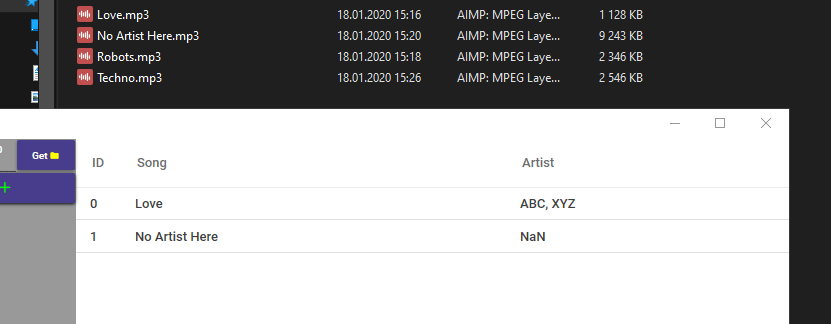 Love.mp3 18.01.2020 15:16 AIMP: MPEG Laye... 1 128 KB
No Artist Here.mp3 18.01.2020 15:20 AIMP: MPEG Laye... 9 243 KB
Robots.mp3 18.01.2020 15:18 AIMP: MPEG Laye... 2 346 KB
Techno.mp3 18.01.2020 15:26 AIMP: MPEG Laye... 2 546 KB
Get
ID Song Artist
0 Love ABC, XYZ
1 No Artist Here NaN